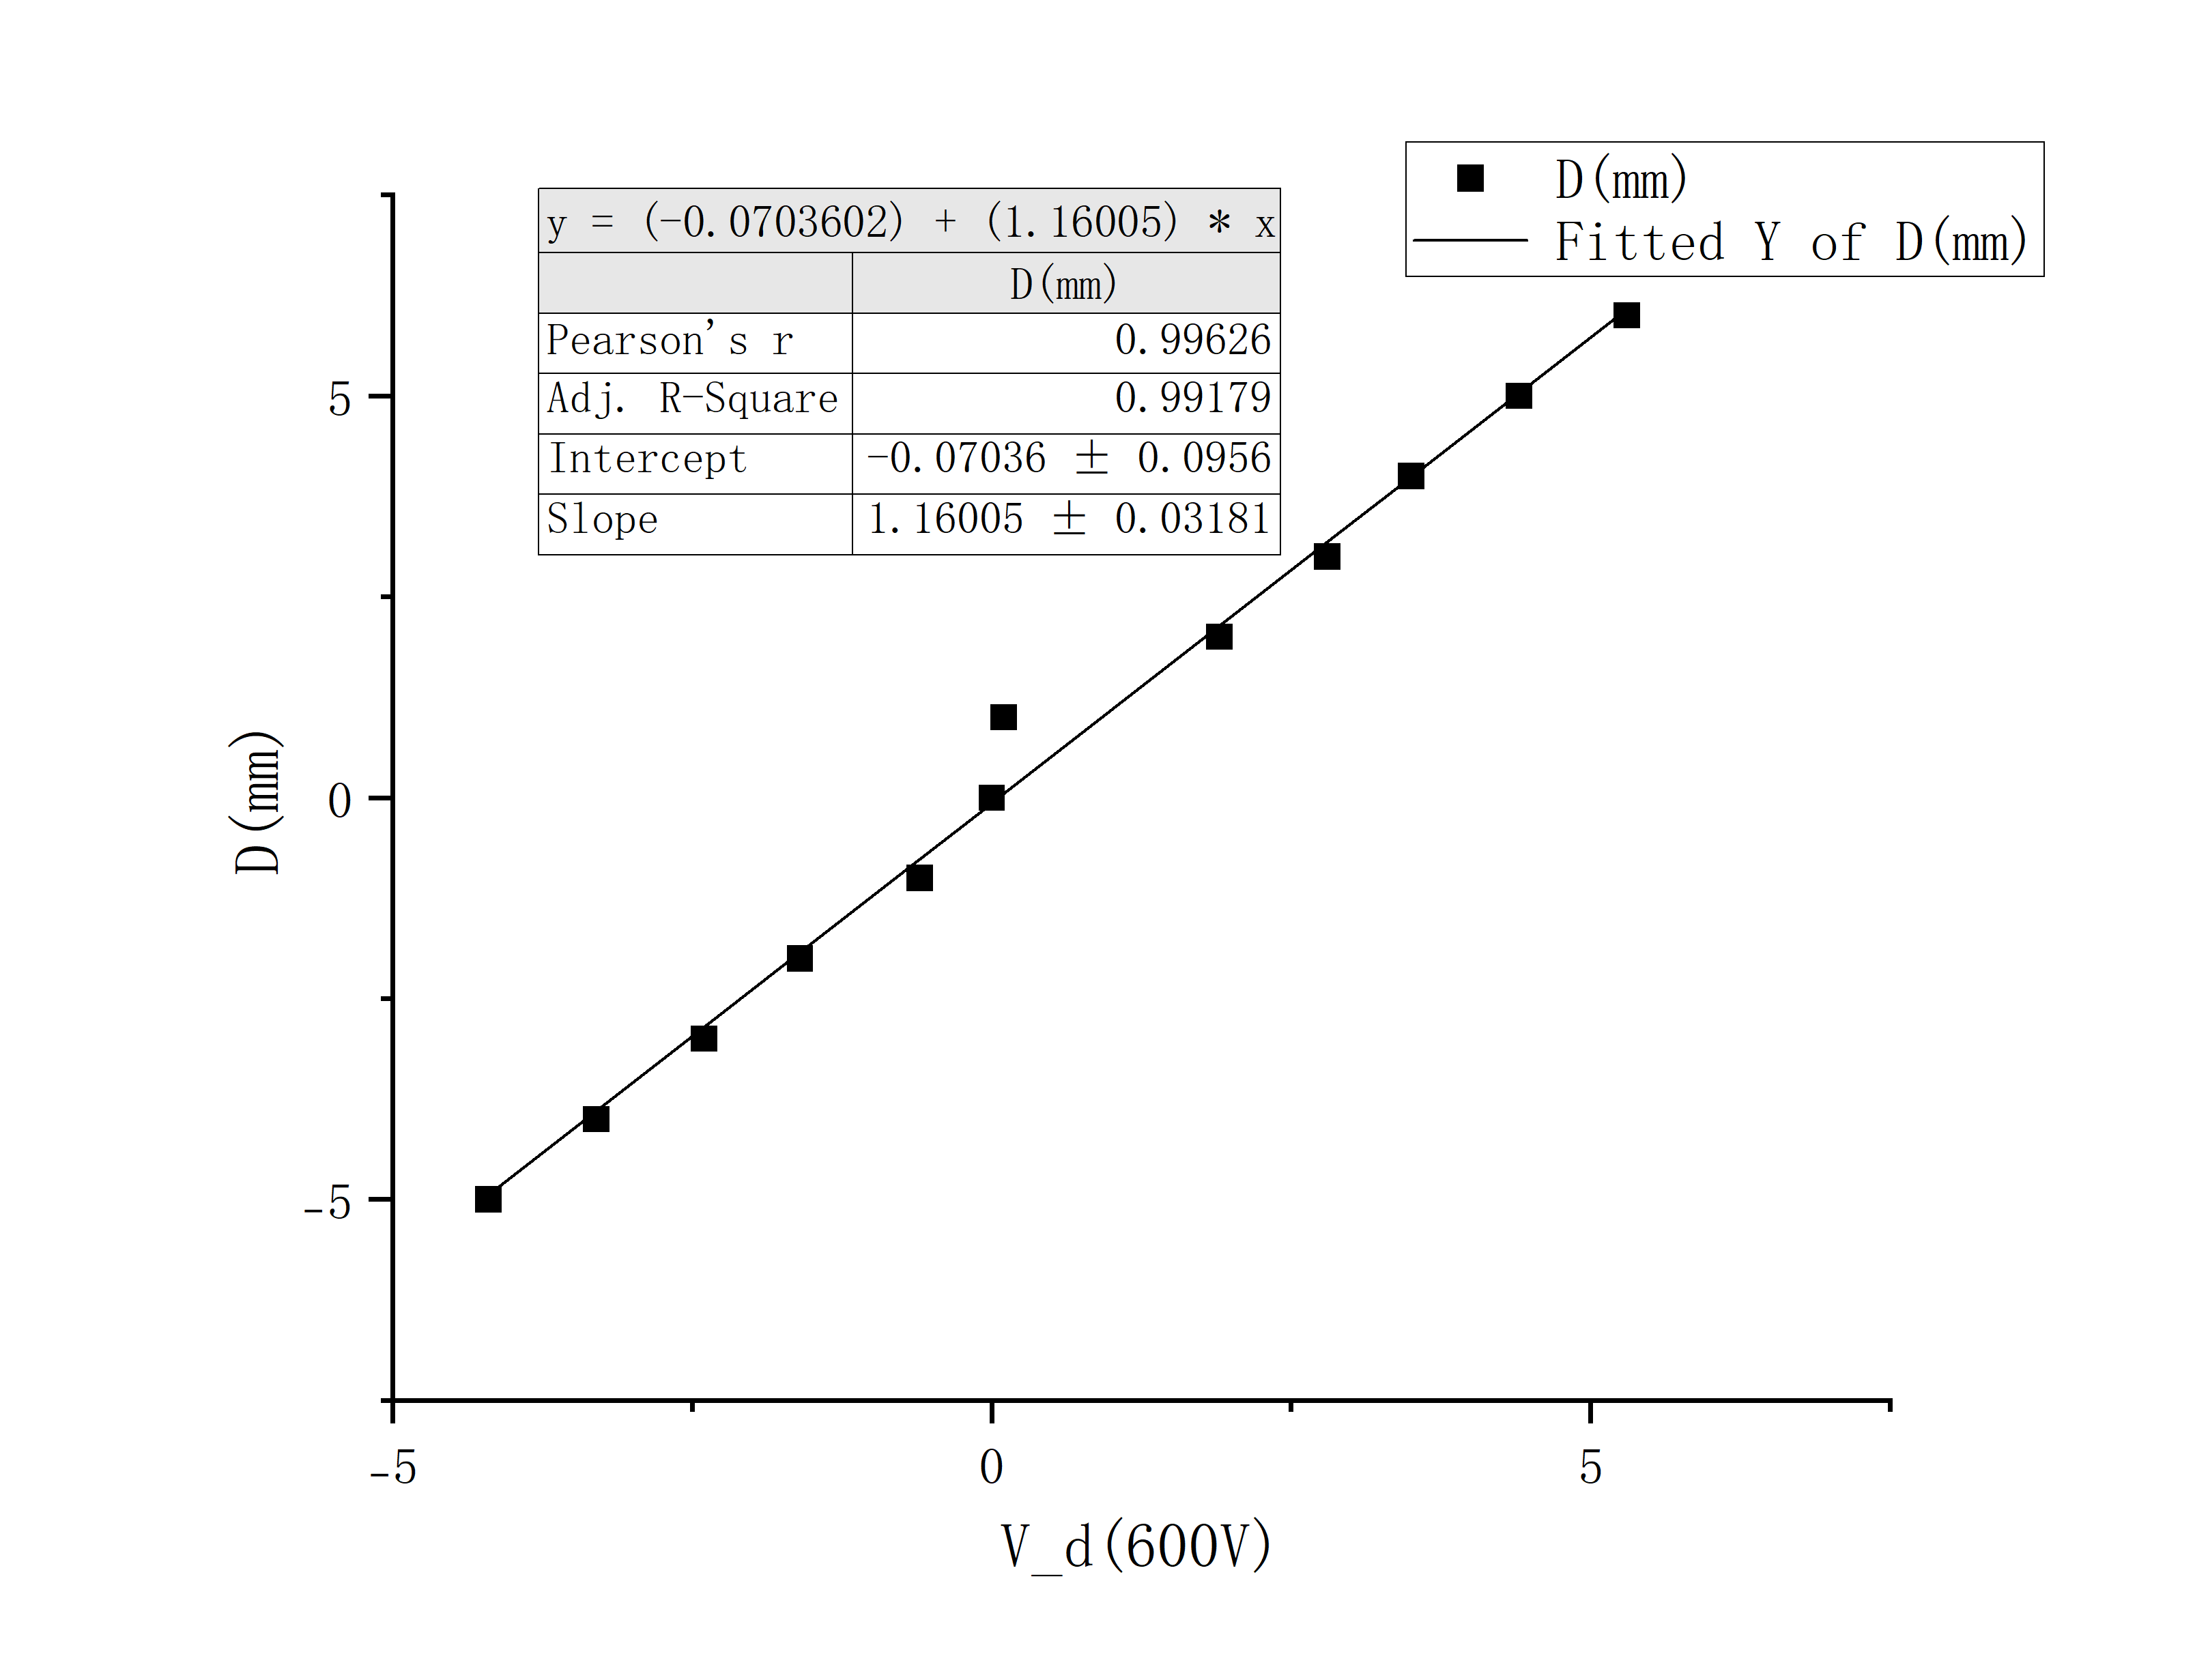 D(mm)
Fitted Y of D(mm)
y = (-0.0703602) + (1.16005) * x
D(mm)
Pearson's r 0.99626
Adj. R-Square 0.99179
Intercept -0.07036 ± 0.0956
Slope 1.16005 ± 0.03181
5
0
-5
D(mm)
-5 0 5
V_d(600V)